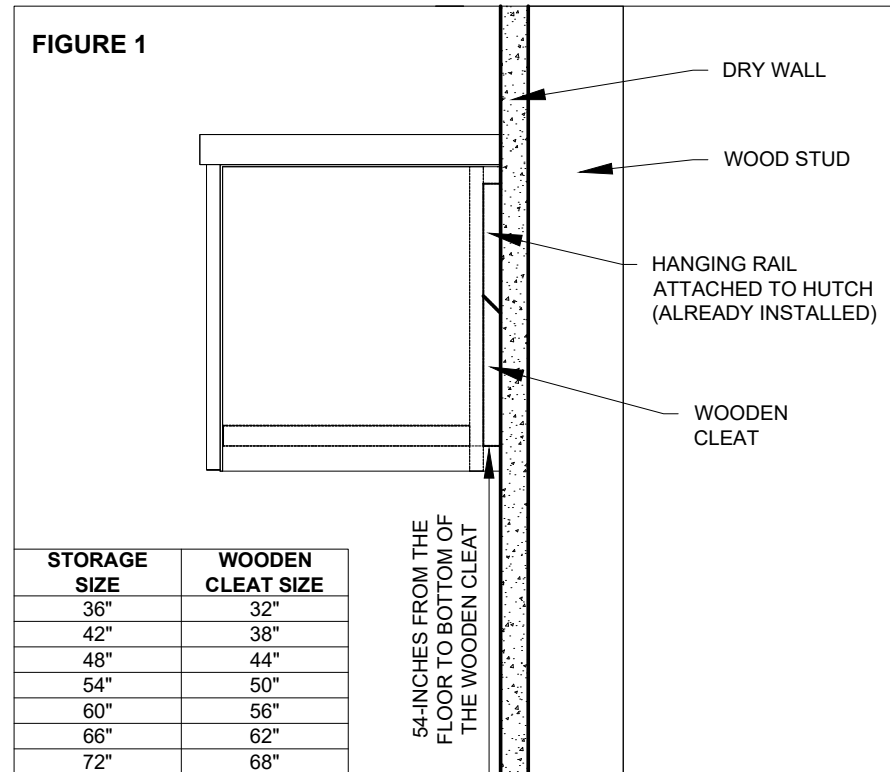 FIGURE 1
DRY WALL
WOOD STUD
HANGING RAIL
ATTACHED TO HUTCH
(ALREADY INSTALLED)
WOODEN
CLEAT
54-INCHES FROM THE
FLOOR TO BOTTOM OF
THE WOODEN CLEAT
STORAGE SIZE WOODEN CLEAT SIZE
36" 32"
42" 38"
48" 44"
54" 50"
60" 56"
66" 62"
72" 68"